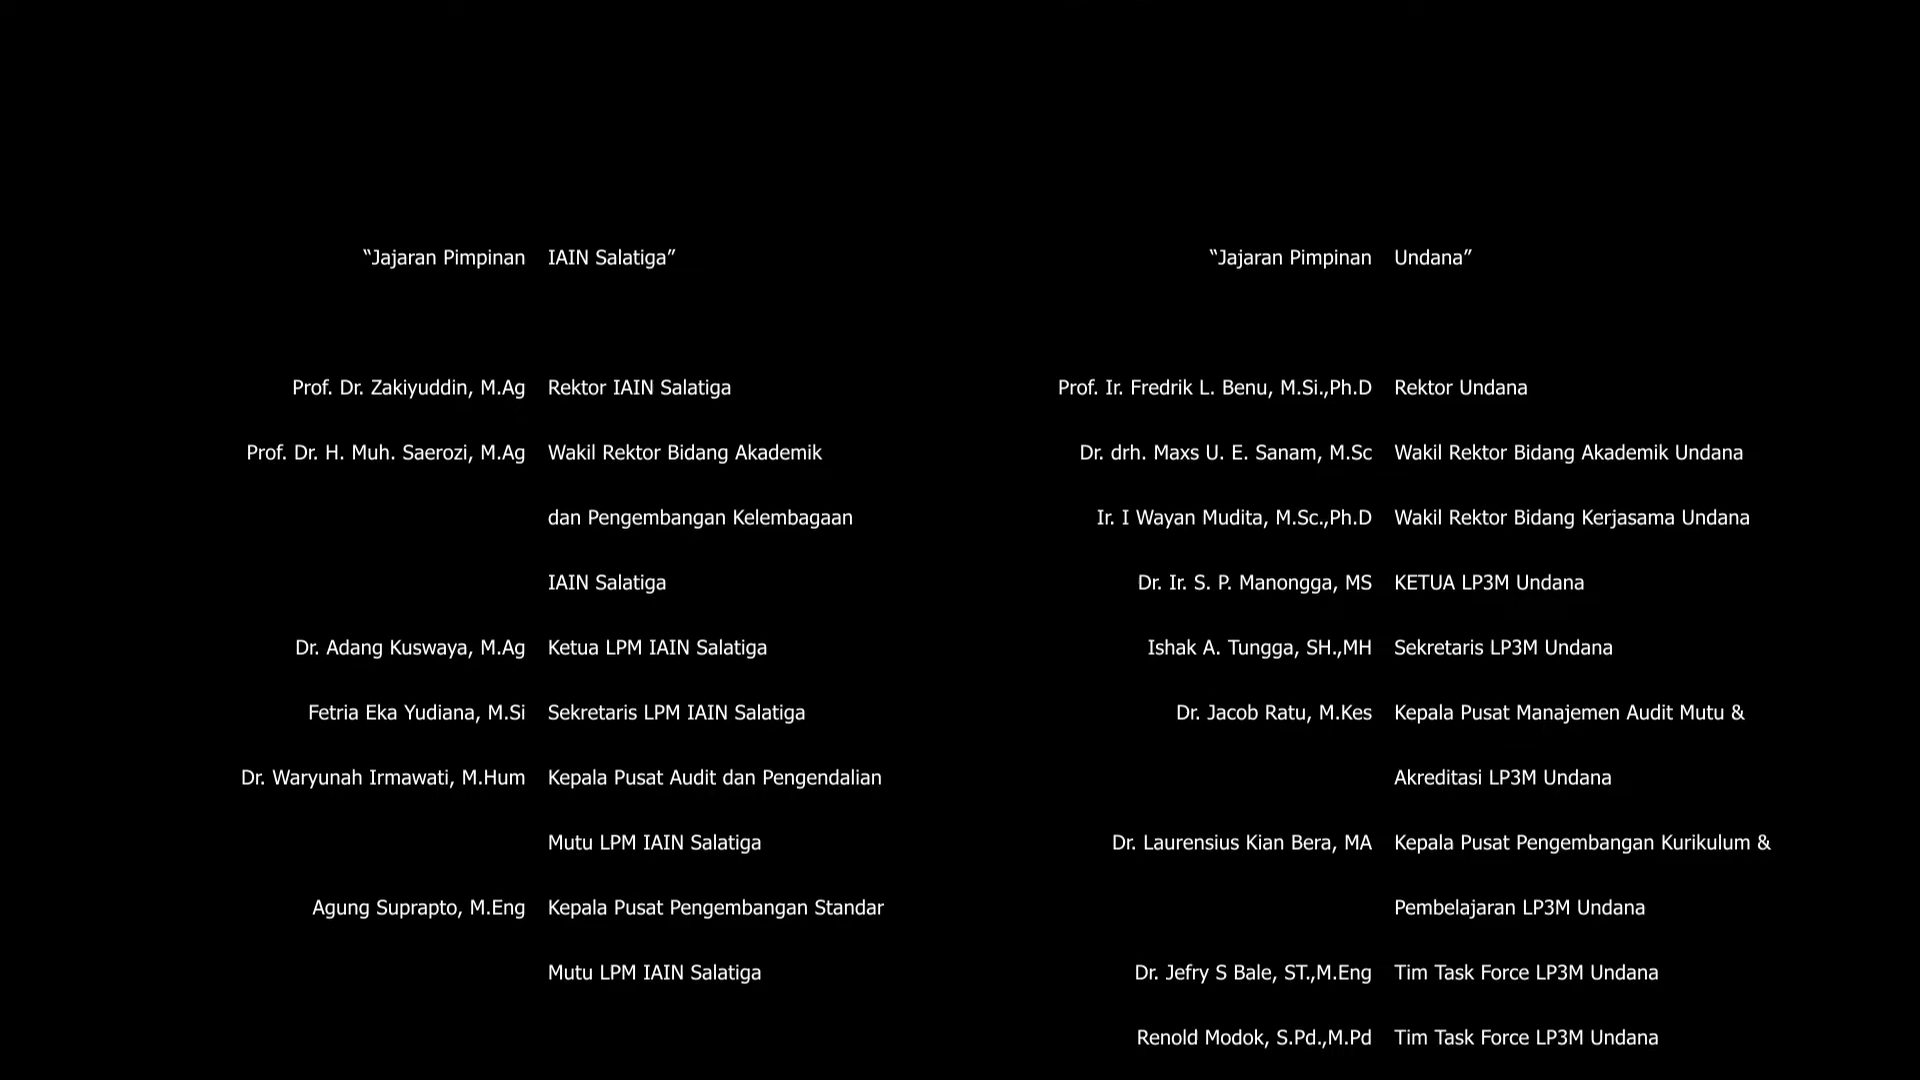 “Jajaran Pimpinan IAIN Salatiga”
Prof. Dr. Zakiyuddin, M.Ag Rektor IAIN Salatiga
Prof. Dr. H. Muh. Saerozi, M.Ag Wakil Rektor Bidang Akademik
dan Pengembangan Kelembagaan
IAIN Salatiga
Dr. Adang Kuswaya, M.Ag Ketua LPM IAIN Salatiga
Fetria Eka Yudiana, M.Si Sekretaris LPM IAIN Salatiga
Dr. Waryunah Irmawati, M.Hum Kepala Pusat Audit dan Pengendalian
Mutu LPM IAIN Salatiga
Agung Suprapto, M.Eng Kepala Pusat Pengembangan Standar
Mutu LPM IAIN Salatiga
“Jajaran Pimpinan Undana”
Prof. Ir. Fredrik L. Benu, M.Si.,Ph.D Rektor Undana
Dr. drh. Maxs U. E. Sanam, M.Sc Wakil Rektor Bidang Akademik Undana
Ir. I Wayan Mudita, M.Sc.,Ph.D Wakil Rektor Bidang Kerjasama Undana
Dr. Ir. S. P. Manongga, MS KETUA LP3M Undana
Ishak A. Tungga, SH.,MH Sekretaris LP3M Undana
Dr. Jacob Ratu, M.Kes Kepala Pusat Manajemen Audit Mutu &
Akreditasi LP3M Undana
Dr. Laurensius Kian Bera, MA Kepala Pusat Pengembangan Kurikulum &
Pembelajaran LP3M Undana
Dr. Jefry S Bale, ST.,M.Eng Tim Task Force LP3M Undana
Renold Modok, S.Pd.,M.Pd Tim Task Force LP3M Undana